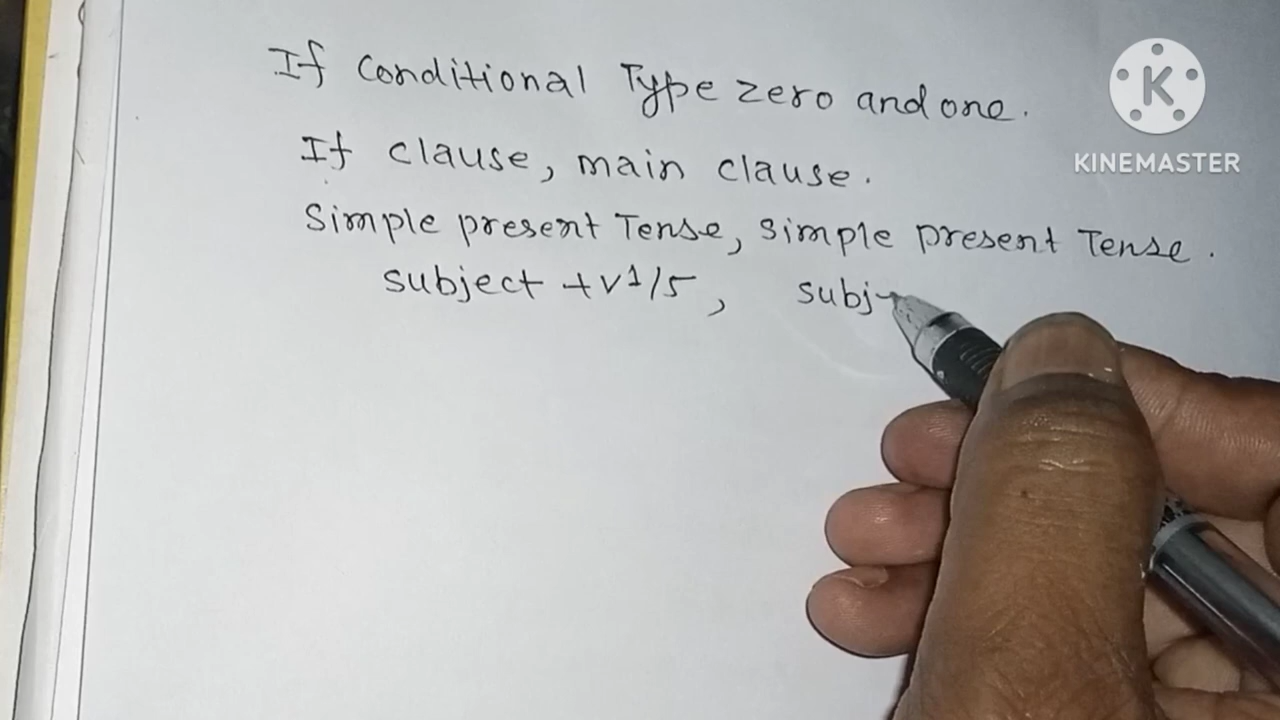 If conditional Type zero and one.
If clause, main clause.
Simple present Tense, simple present Tense.
subject +v1/5, subj
K
KINEMASTER